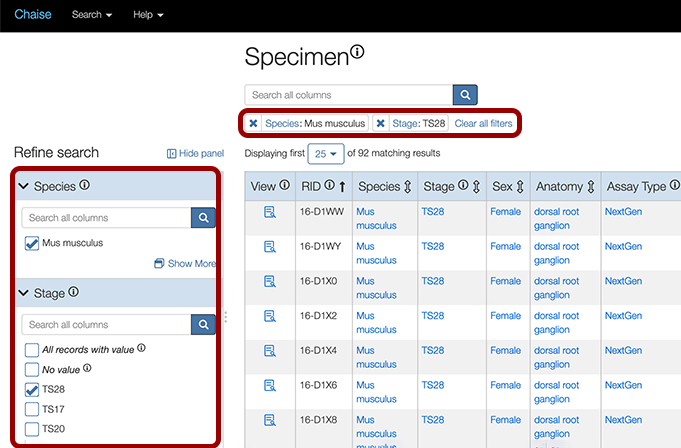 Chaise Search Help
Specimen
Search all columns
Species: Mus musculus Stage: TS28 Clear all filters
Refine search Hide panel
Displaying first 25 of 92 matching results
Species
Search all columns
Mus musculus
Show More
Stage
Search all columns
All records with value
No value
TS28
TS17
TS20
View RID Species Stage Sex Anatomy Assay Type
16-D1WW Mus musculus TS28 Female dorsal root ganglion NextGen
16-D1WY Mus musculus TS28 Female dorsal root ganglion NextGen
16-D1X0 Mus musculus TS28 Female dorsal root ganglion NextGen
16-D1X2 Mus musculus TS28 Female dorsal root ganglion NextGen
16-D1X4 Mus musculus TS28 Female dorsal root ganglion NextGen
16-D1X6 Mus musculus TS28 Female dorsal root ganglion NextGen
16-D1X8 Mus TS28 Female dorsal root NextGen